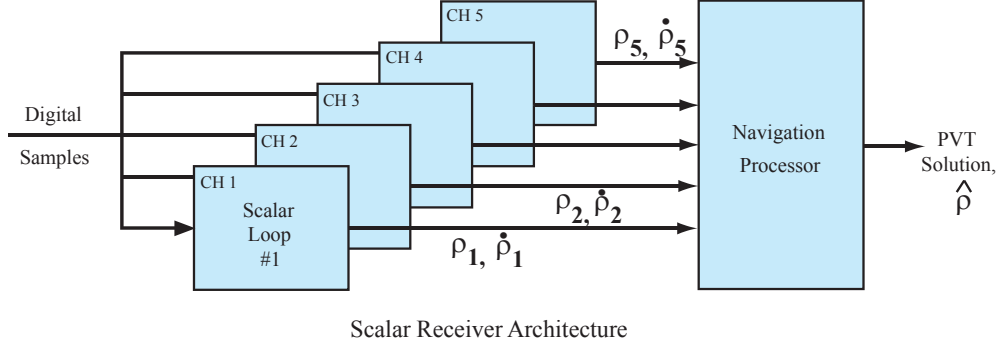 CH 5
ρ5, ρ̇5
CH 4
CH 3
Digital
Samples
CH 2
Navigation
Processor
PVT
Solution,
ρ̂
CH 1
Scalar
Loop
#1
ρ2, ρ̇2
ρ1, ρ̇1
Scalar Receiver Architecture